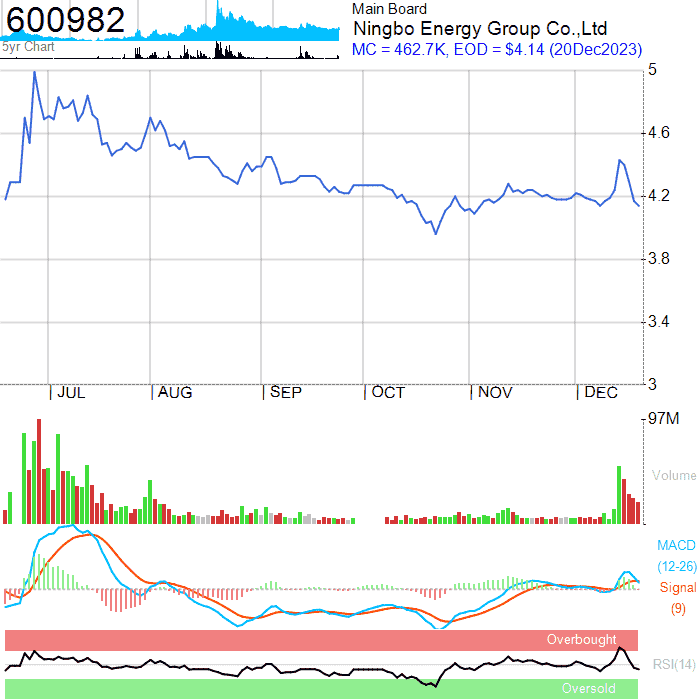 600982
5yr Chart
Main Board
Ningbo Energy Group Co.,Ltd
MC = 462.7K, EOD = $4.14 (20Dec2023)
5
4.6
4.2
3.8
3.4
3
JUL AUG SEP OCT NOV DEC
97M
Volume
MACD
(12-26)
Signal
(9)
Overbought
RSI(14)
Oversold